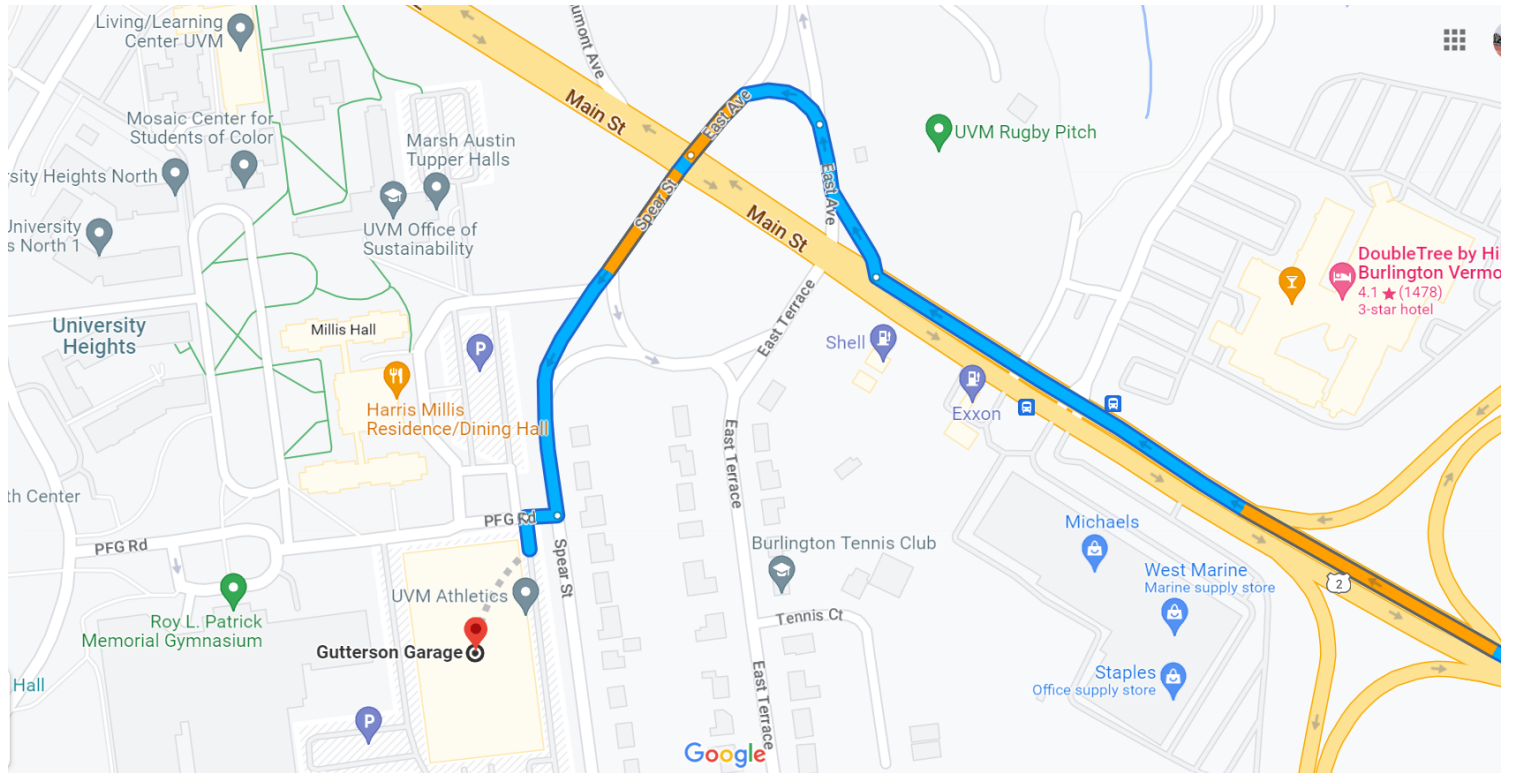 Living/Learning
Center UVM
umont Ave
Main St
East Ave
Mosaic Center for
Students of Color
Marsh Austin
Tupper Halls
UVM Rugby Pitch
rsity Heights North
Spear St
East Ave
Main St
University
s North 1
UVM Office of
Sustainability
DoubleTree by Hi
Burlington Vermo
4.1 ★ (1478)
3-star hotel
University
Heights
Millis Hall
P
East Terrace
Shell
Harris Millis
Residence/Dining Hall
Exxon
East Terrace
th Center
PFG Rd
PFG Rd
Spear St
Michaels
Burlington Tennis Club
West Marine
Marine supply store
2
UVM Athletics
Roy L. Patrick
Memorial Gymnasium
Tennis Ct
Gutterson Garage
Hall
Staples
Office supply store
East Terrace
P
Google